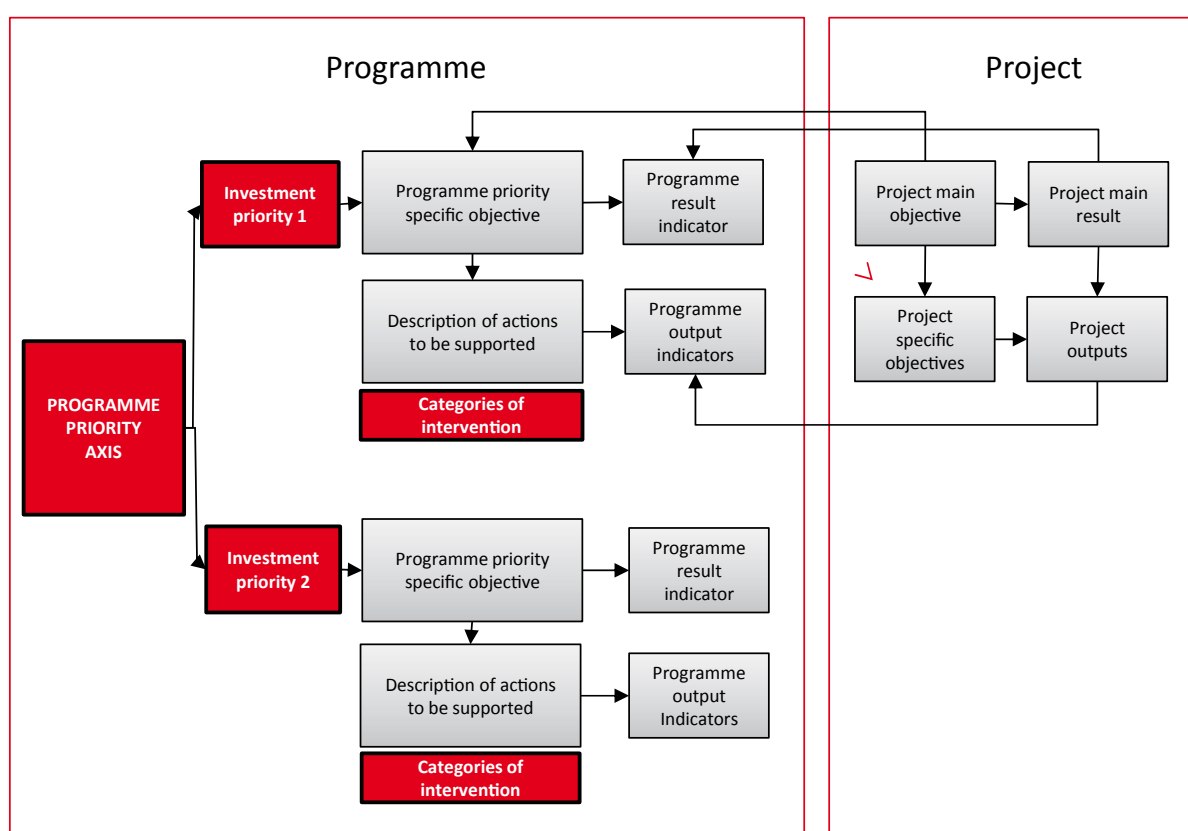 Programme
Project
Investment
priority 1
Programme priority
specific objective
Programme
result
indicator
Project main
objective
Project main
result
Description of actions
to be supported
Programme
output
indicators
Project
specific
objectives
Project
outputs
Categories of
intervention
PROGRAMME
PRIORITY
AXIS
Investment
priority 2
Programme priority
specific objective
Programme
result
indicator
Description of actions
to be supported
Programme
output
Indicators
Categories of
intervention